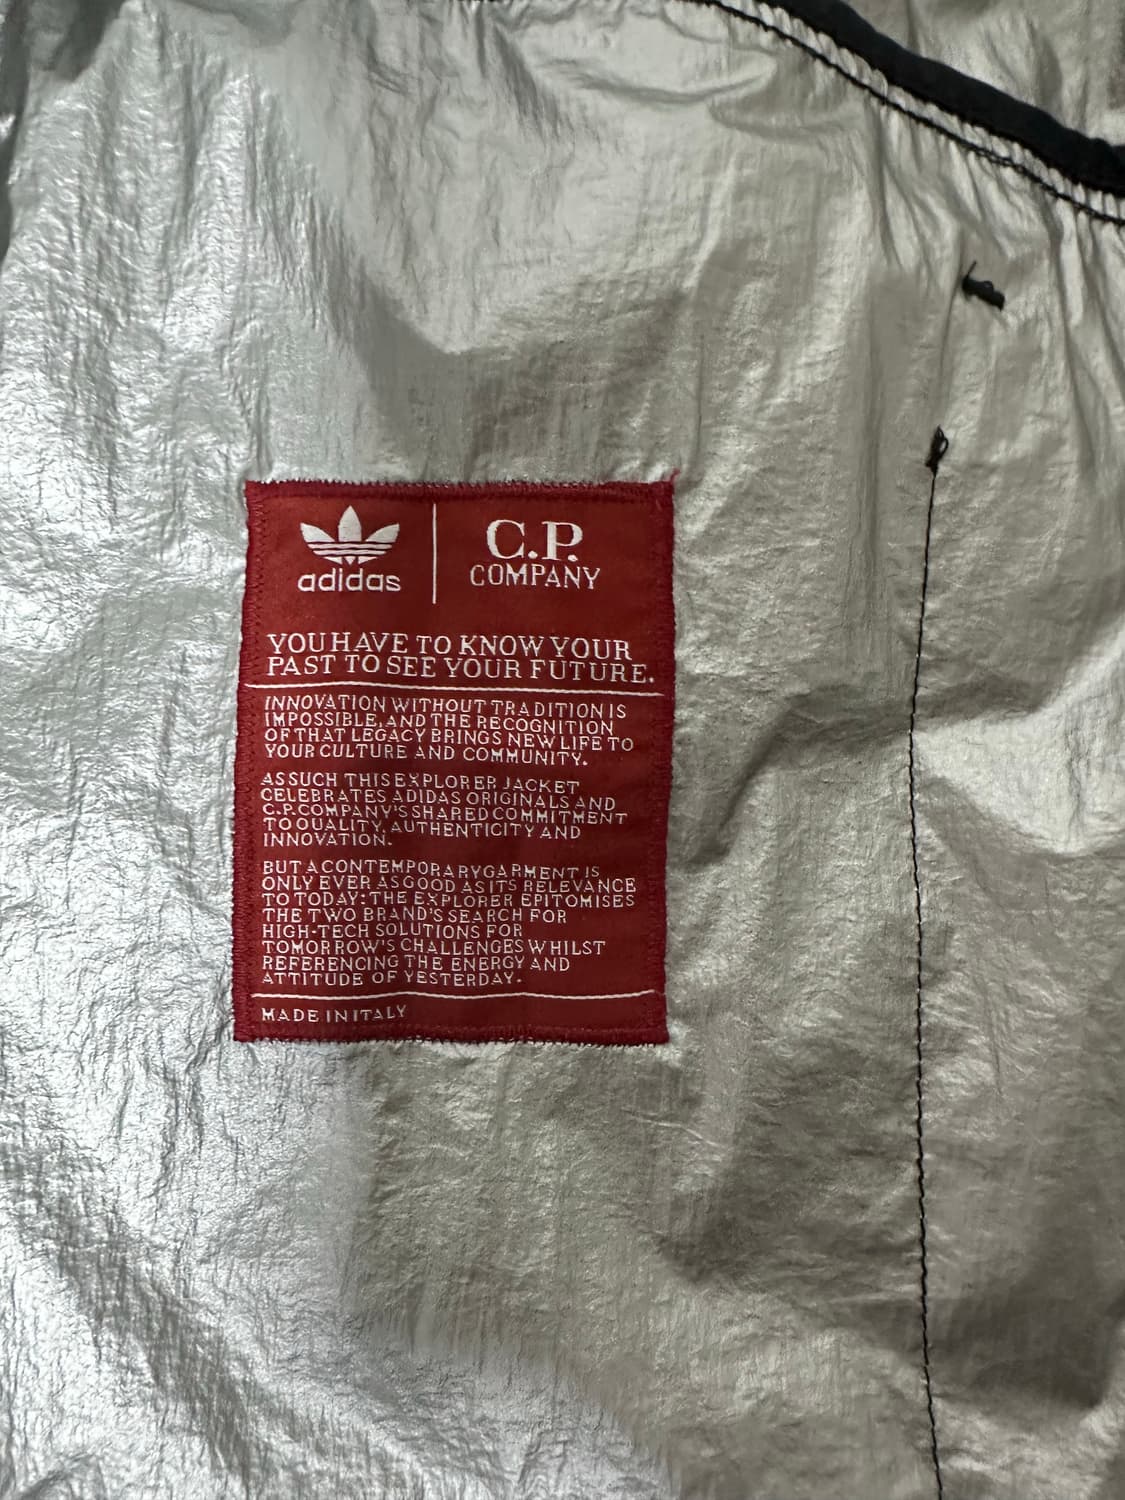 adidas
C.P.
COMPANY
YOU HAVE TO KNOW YOUR
PAST TO SEE YOUR FUTURE.
INNOVATION WITHOUT TRADITION IS
IMPOSSIBLE, AND THE RECOGNITION
OF THAT LEGACY BRINGS NEW LIFE TO
YOUR CULTURE AND COMMUNITY.
AS SUCH THIS EXPLORER JACKET
CELEBRATES ADIDAS ORIGINALS AND
C.P. COMPANY'S SHARED COMMITMENT
TO QUALITY, AUTHENTICITY AND
INNOVATION.
BUT A CONTEMPORARY GARMENT IS
ONLY EVER AS GOOD AS ITS RELEVANCE
TO TODAY: THE EXPLORER EPITOMISES
THE TWO BRAND'S SEARCH FOR
HIGH-TECH SOLUTIONS FOR
TOMORROW'S CHALLENGES WHILST
REFERENCING THE ENERGY AND
ATTITUDE OF YESTERDAY.
MADE IN ITALY